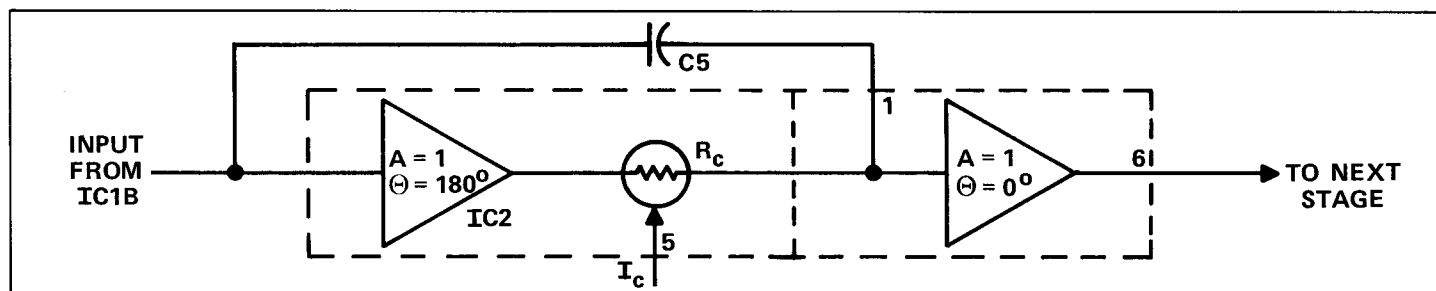 C5
1
INPUT
FROM
IC1B
A = 1
Θ = 180°
IC2
Rc
5
Ic
A = 1
Θ = 0°
6
TO NEXT
STAGE